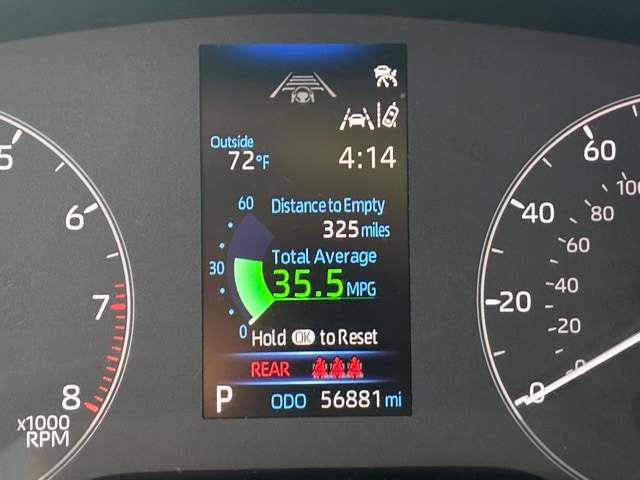 Outside
72°F
4:14
60
Distance to Empty
325 miles
Total Average
30
35.5 MPG
0
Hold OK to Reset
REAR
P ODO 56881 mi
5
6
7
8
x1000
RPM
60
100
40
80
60
20
40
20
0
0